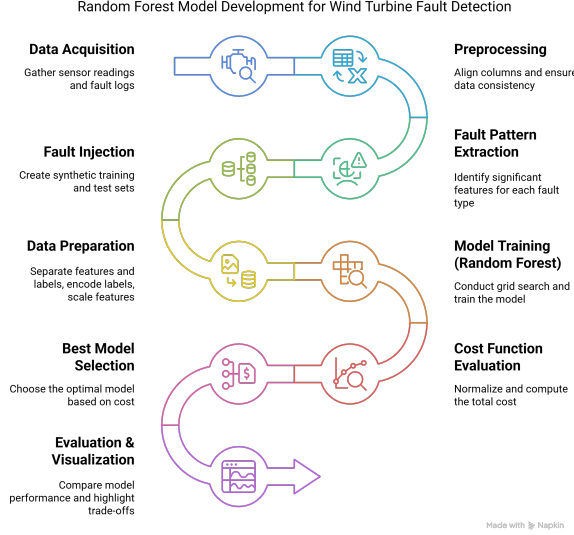 Random Forest Model Development for Wind Turbine Fault Detection
Data Acquisition
Gather sensor readings
and fault logs
Preprocessing
Align columns and ensure
data consistency
Fault Pattern
Extraction
Identify significant
features for each fault
type
Fault Injection
Create synthetic training
and test sets
Data Preparation
Separate features and
labels, encode labels,
scale features
Model Training
(Random Forest)
Conduct grid search and
train the model
Cost Function
Evaluation
Normalize and compute
the total cost
Best Model
Selection
Choose the optimal model
based on cost
$
Evaluation &
Visualization
Compare model
performance and highlight
trade-offs
Made with Napkin